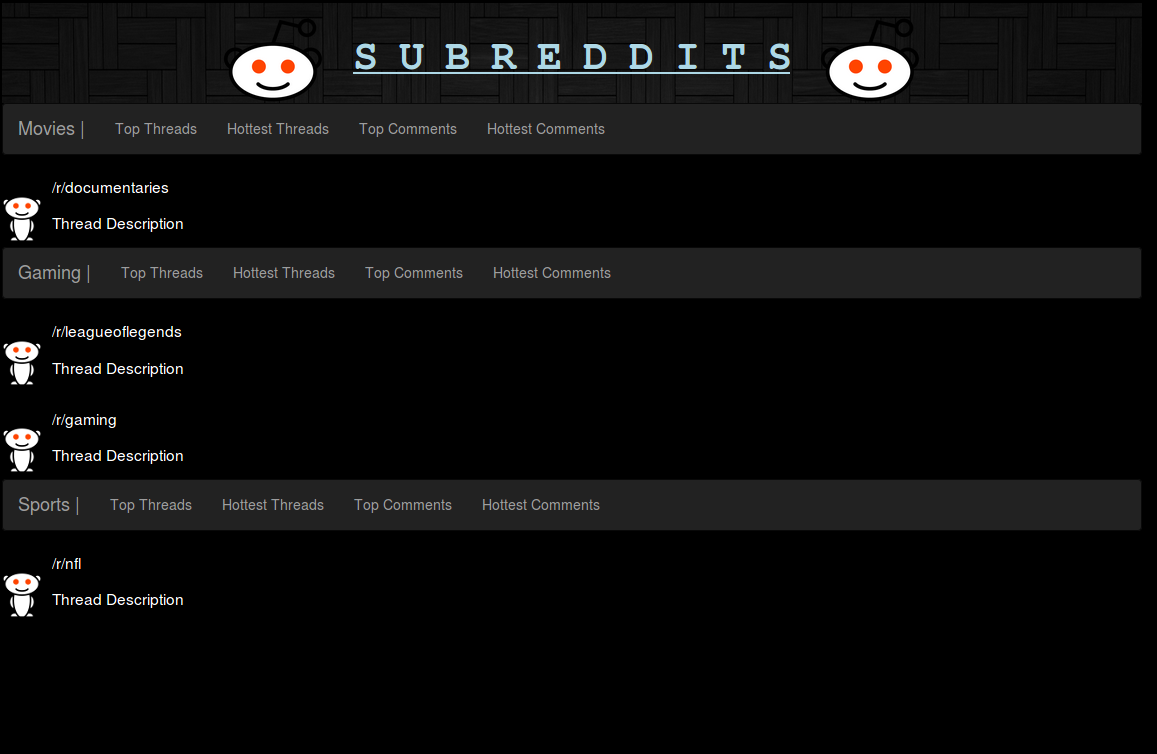 S U B R E D D I T S
Movies | Top Threads Hottest Threads Top Comments Hottest Comments
/r/documentaries
Thread Description
Gaming | Top Threads Hottest Threads Top Comments Hottest Comments
/r/leagueoflegends
Thread Description
/r/gaming
Thread Description
Sports | Top Threads Hottest Threads Top Comments Hottest Comments
/r/nfl
Thread Description